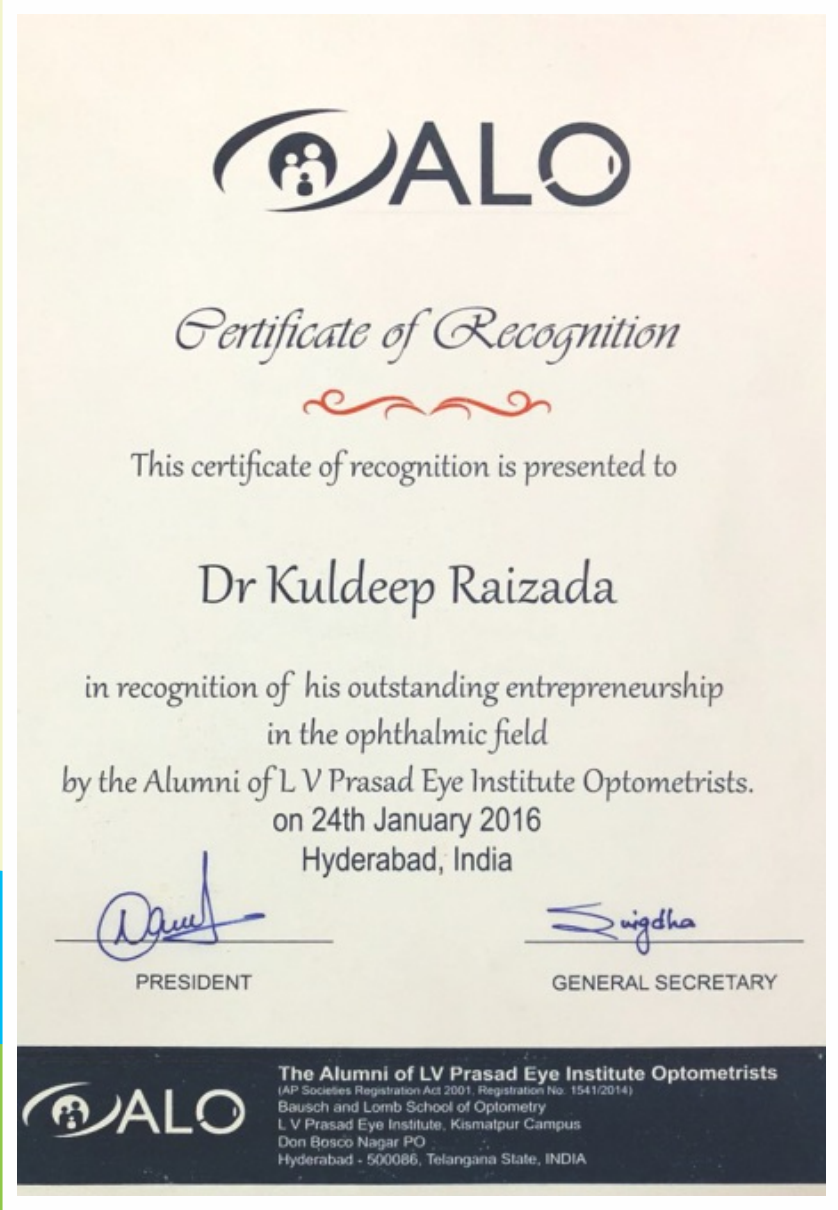 ALO
Certificate of Recognition
This certificate of recognition is presented to
Dr Kuldeep Raizada
in recognition of his outstanding entrepreneurship
in the ophthalmic field
by the Alumni of L V Prasad Eye Institute Optometrists.
on 24th January 2016
Hyderabad, India
Snigdha
PRESIDENT
GENERAL SECRETARY
ALO
The Alumni of LV Prasad Eye Institute Optometrists
(AP Societies Registration Act 2001, Registration No: 1541/2014)
Bausch and Lomb School of Optometry
L V Prasad Eye Institute, Kismatpur Campus
Don Bosco Nagar PO
Hyderabad - 500086, Telangana State, INDIA